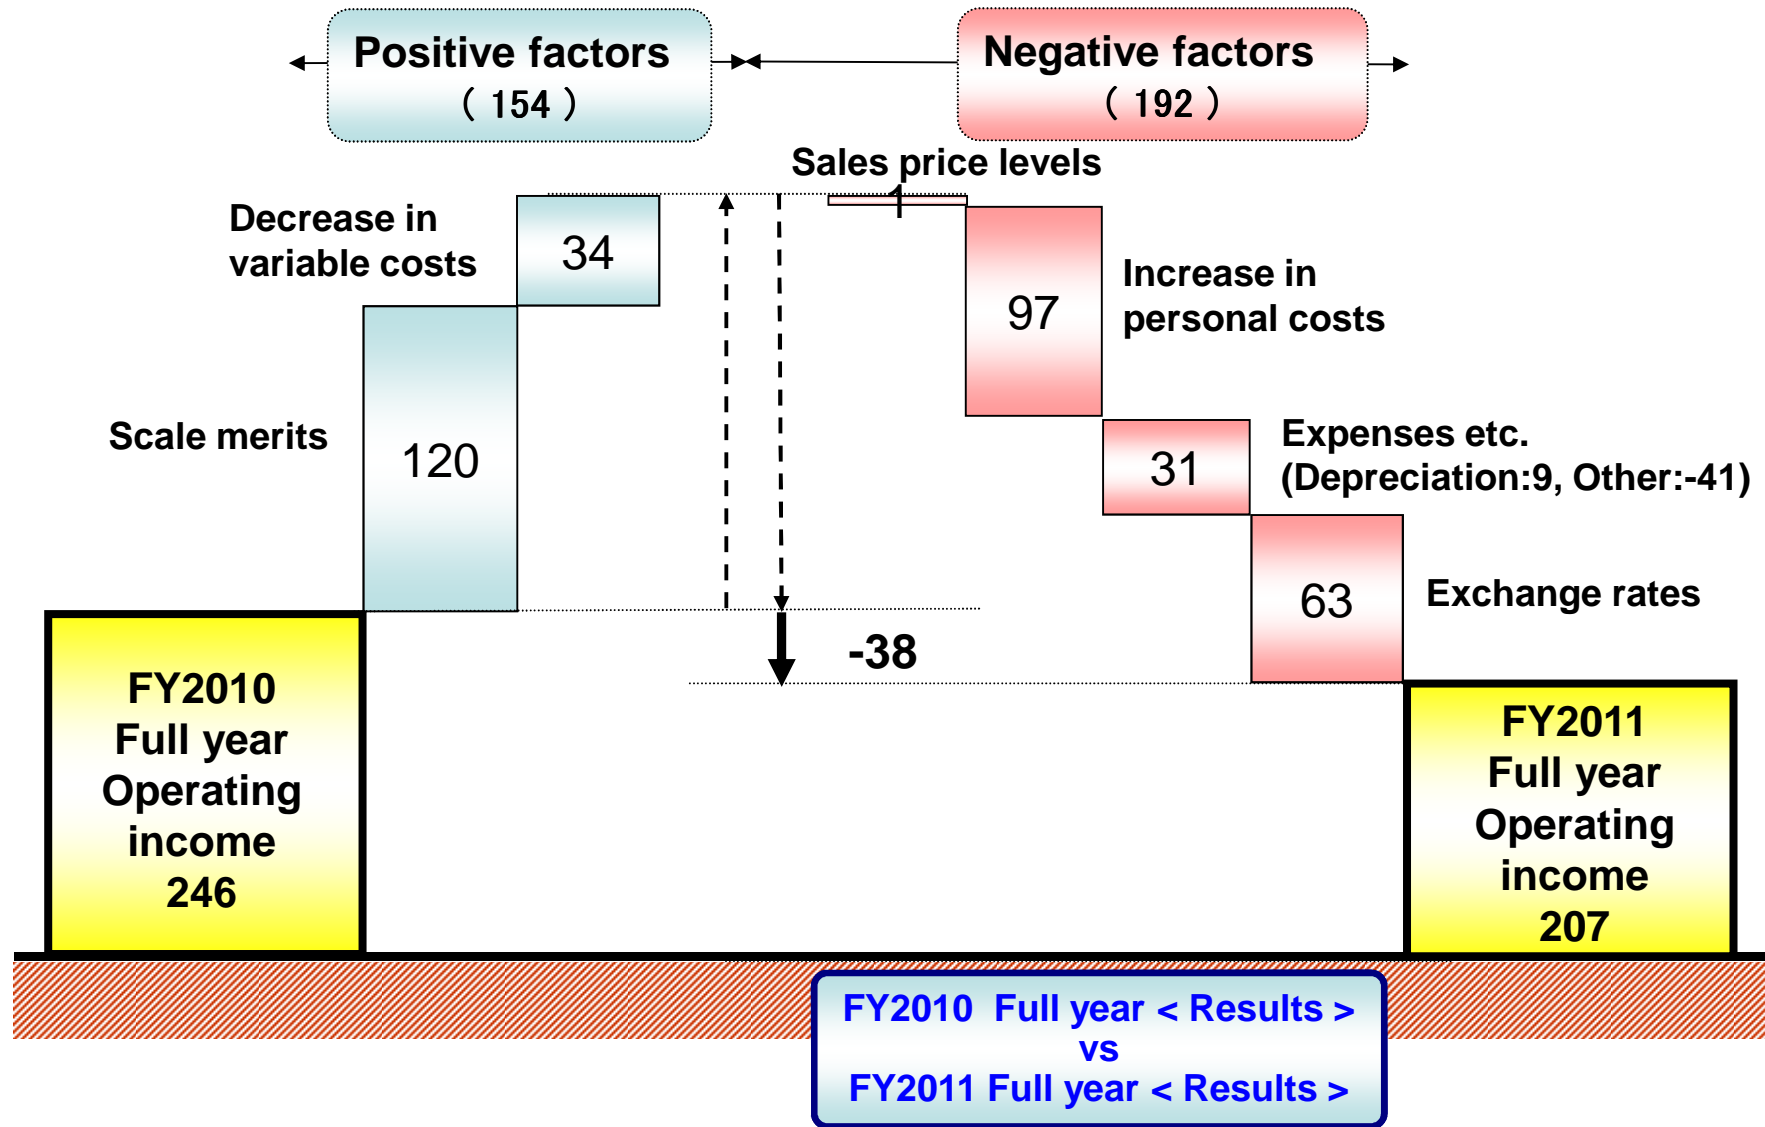 Positive factors
( 154 )
Negative factors
( 192 )
Sales price levels
1
Decrease in
variable costs
34
Increase in
personal costs
97
Scale merits
120
Expenses etc.
(Depreciation:9, Other:-41)
31
63
Exchange rates
-38
FY2010
Full year
Operating
income
246
FY2011
Full year
Operating
income
207
FY2010 Full year < Results >
vs
FY2011 Full year < Results >